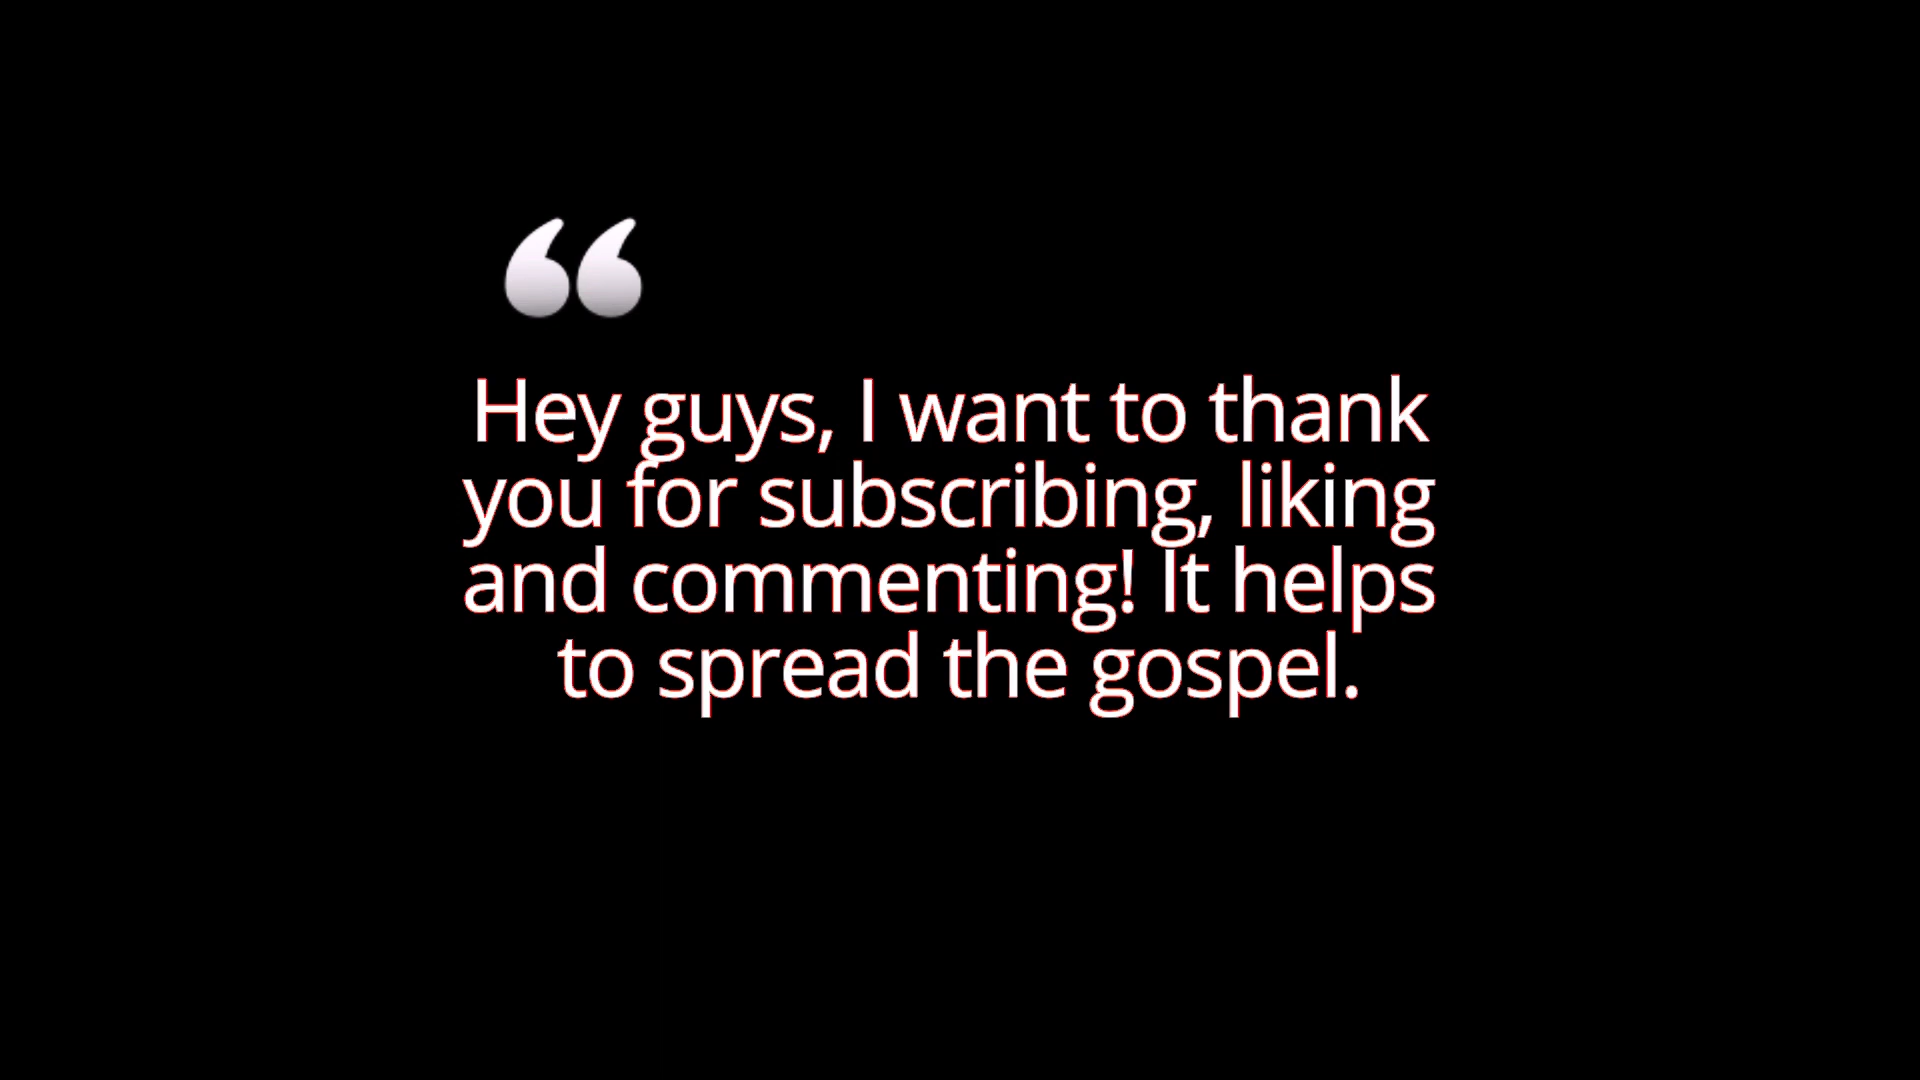 “
Hey guys, I want to thank
you for subscribing, liking
and commenting! It helps
to spread the gospel.